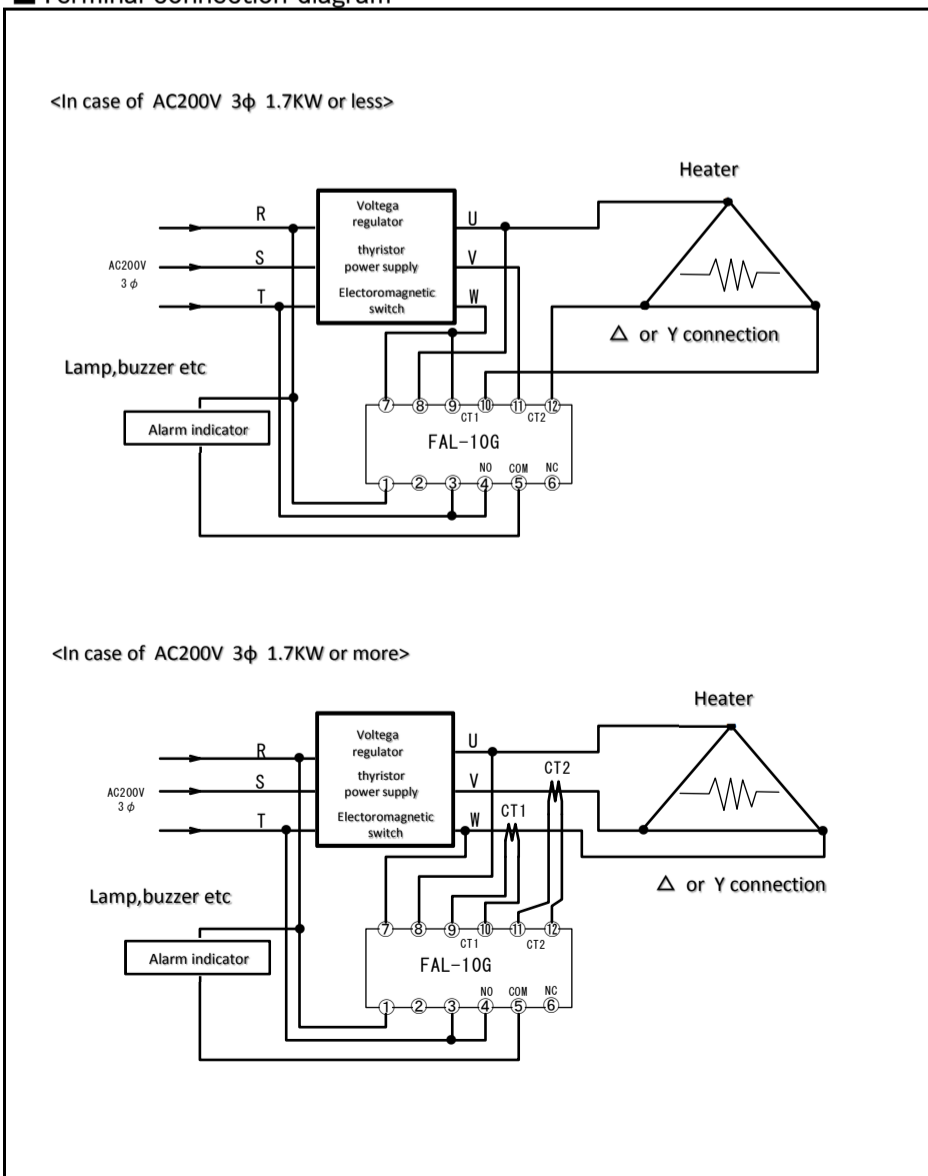 ■ Terminal connection diagram
<In case of AC200V 3ϕ 1.7KW or less>
Heater
R
Voltega
regulator
U
S
thyristor
power supply
V
AC200V
3φ
T
Electoromagnetic
switch
W
△ or Y connection
Lamp,buzzer etc
Alarm indicator
⑦ ⑧ ⑨ ⑩ ⑪ ⑫
CT1 CT2
FAL-10G
NO COM NC
① ② ③ ④ ⑤ ⑥
<In case of AC200V 3ϕ 1.7KW or more>
Heater
R
Voltega
regulator
U
S
thyristor
power supply
V
CT2
AC200V
3φ
T
Electoromagnetic
switch
W
CT1
△ or Y connection
Lamp,buzzer etc
Alarm indicator
⑦ ⑧ ⑨ ⑩ ⑪ ⑫
CT1 CT2
FAL-10G
NO COM NC
① ② ③ ④ ⑤ ⑥